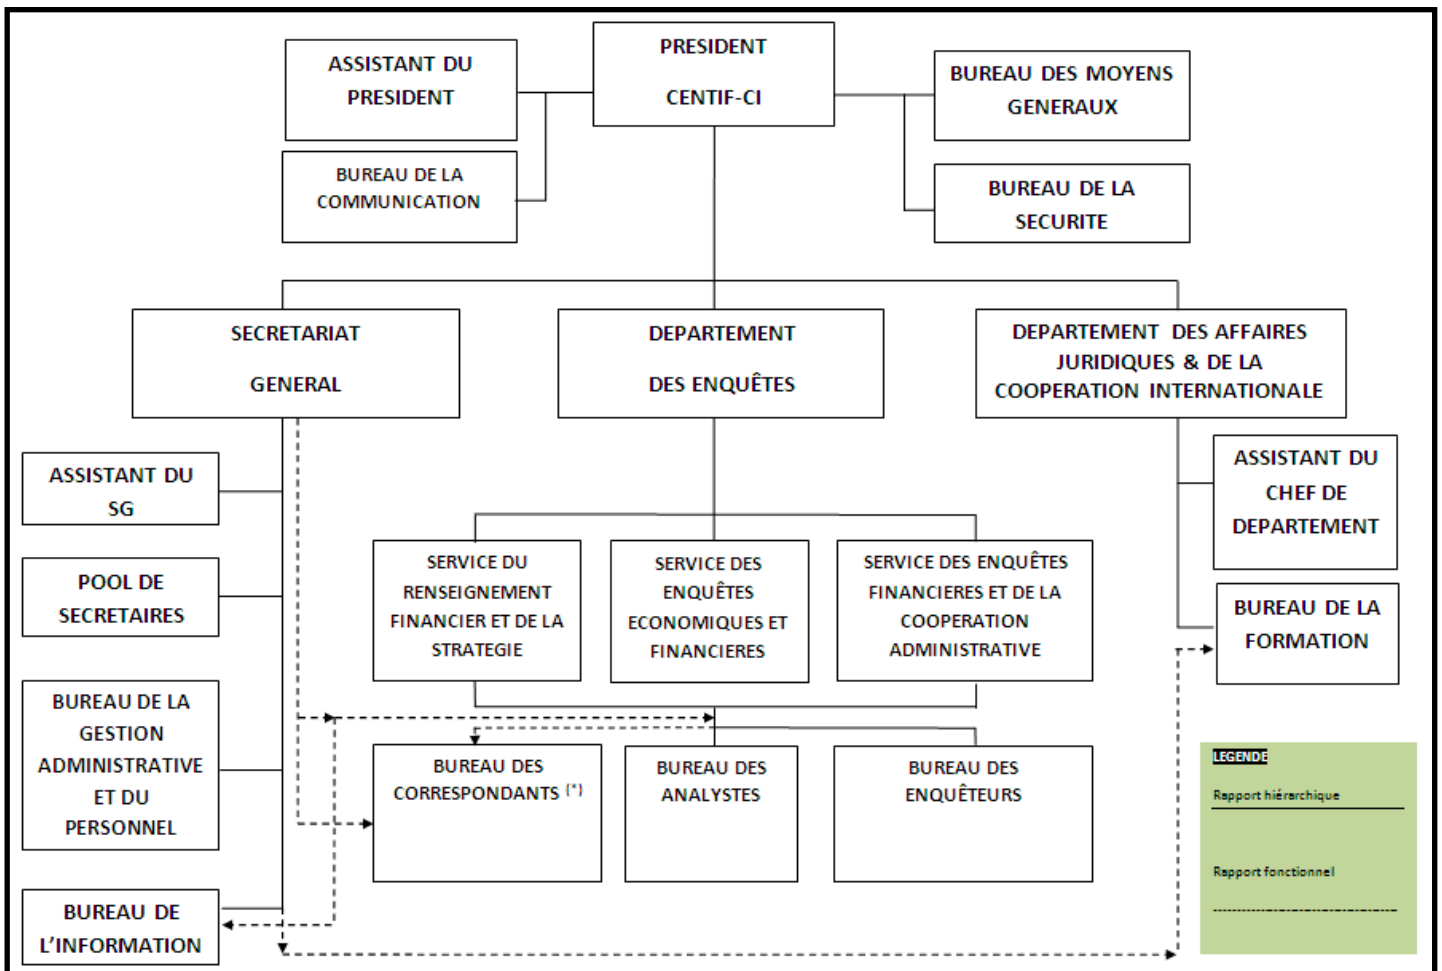 PRESIDENT
CENTIF-CI
ASSISTANT DU
PRESIDENT
BUREAU DES MOYENS
GENERAUX
BUREAU DE LA
COMMUNICATION
BUREAU DE LA
SECURITE
SECRETARIAT
GENERAL
DEPARTEMENT
DES ENQUÊTES
DEPARTEMENT DES AFFAIRES
JURIDIQUES & DE LA
COOPERATION INTERNATIONALE
ASSISTANT DU
SG
POOL DE
SECRETAIRES
BUREAU DE LA
GESTION
ADMINISTRATIVE
ET DU
PERSONNEL
BUREAU DE
L'INFORMATION
SERVICE DU
RENSEIGNEMENT
FINANCIER ET DE LA
STRATEGIE
SERVICE DES
ENQUÊTES
ECONOMIQUES ET
FINANCIERES
SERVICE DES ENQUÊTES
FINANCIERES ET DE LA
COOPERATION
ADMINISTRATIVE
ASSISTANT DU
CHEF DE
DEPARTEMENT
BUREAU DE LA
FORMATION
BUREAU DES
CORRESPONDANTS (*)
BUREAU DES
ANALYSTES
BUREAU DES
ENQUÊTEURS
LEGENDE
Rapport hiérarchique
Rapport fonctionnel